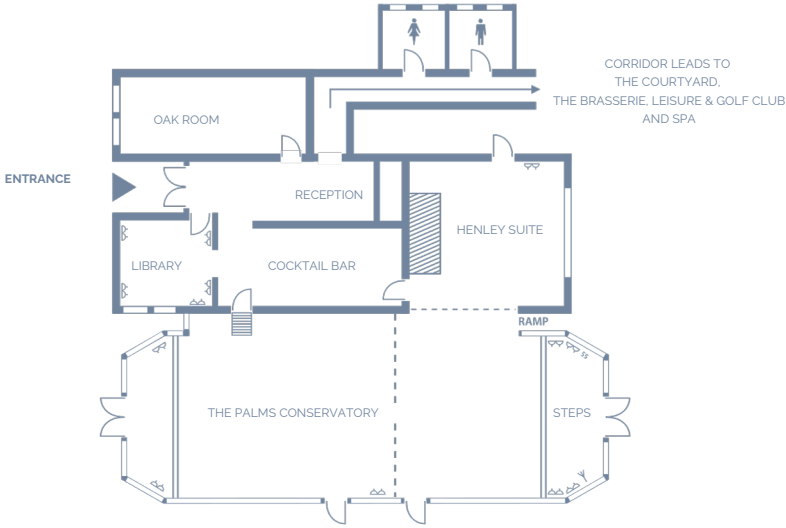 CORRIDOR LEADS TO
THE COURTYARD,
THE BRASSERIE, LEISURE & GOLF CLUB
AND SPA
OAK ROOM
ENTRANCE
RECEPTION
HENLEY SUITE
LIBRARY
COCKTAIL BAR
RAMP
THE PALMS CONSERVATORY
STEPS